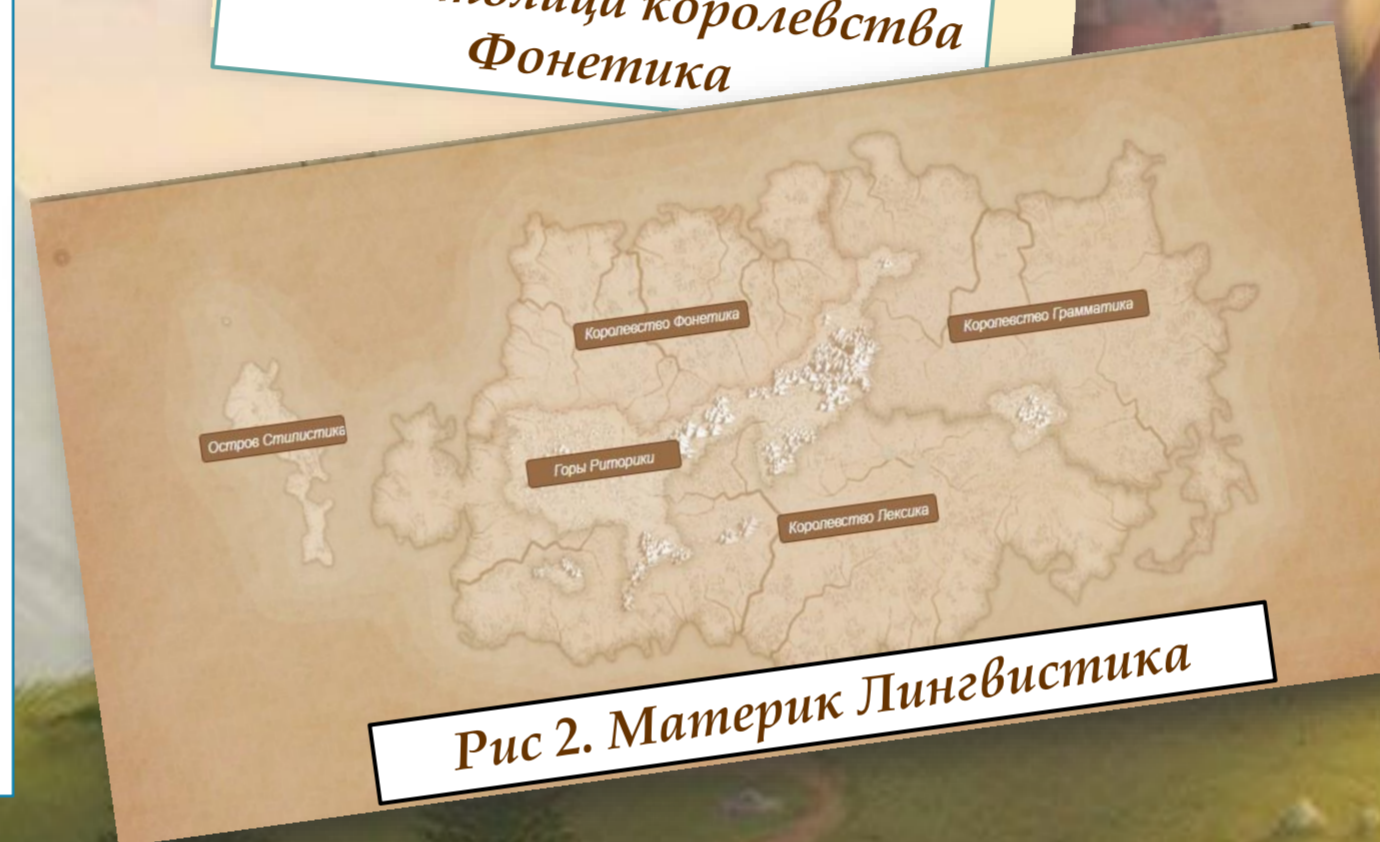 королевства
Фонетика
Королевство Фонетика
Королевство Грамматика
Остров Стилистика
Горы Риторики
Королевство Лексика
Рис 2. Материк Лингвистика